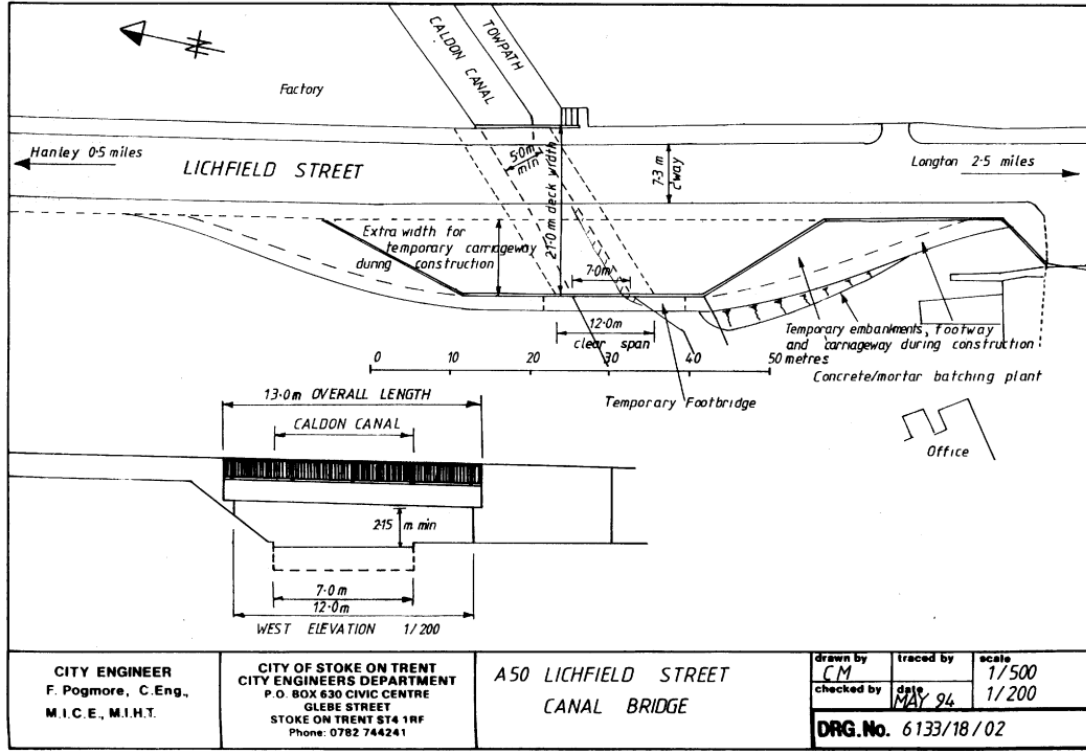 CALDON CANAL
TOWPATH
Factory
Hanley 0·5 miles
LICHFIELD STREET
5·0m
min
21·0 m deck width
7·3 m
c'way
Longton 2·5 miles
Extra width for
temporary carriageway
during construction
7·0m
12·0m
clear span
Temporary embankments, footway
and carriageway during construction
Concrete/mortar batching plant
0 10 20 30 40 50 metres
Temporary Footbridge
Office
13·0m OVERALL LENGTH
CALDON CANAL
2·15 m min
7·0m
12·0m
WEST ELEVATION 1/200
CITY ENGINEER
F. Pogmore, C.Eng.,
M.I.C.E., M.I.H.T.
CITY OF STOKE ON TRENT
CITY ENGINEERS DEPARTMENT
P.O. BOX 630 CIVIC CENTRE
GLEBE STREET
STOKE ON TRENT ST4 1RF
Phone: 0782 744241
A50 LICHFIELD STREET
CANAL BRIDGE
drawn by
CM
traced by
scale
1/500
1/200
checked by
date
MAY 94
DRG.No. 6133/18/02